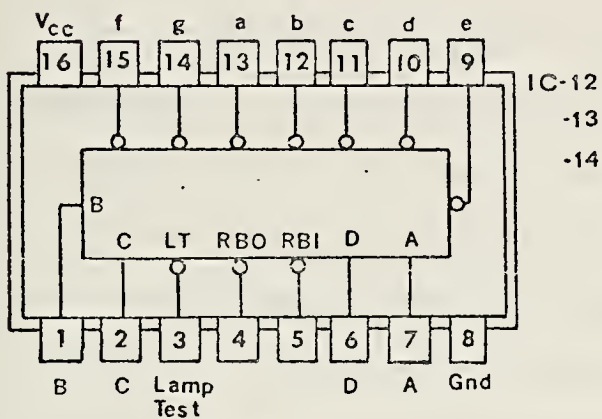 Vcc f g a b c d e
16 15 14 13 12 11 10 9
IC-12
-13
-14
B
C LT RBO RBI D A
1 2 3 4 5 6 7 8
B C Lamp Test D A Gnd